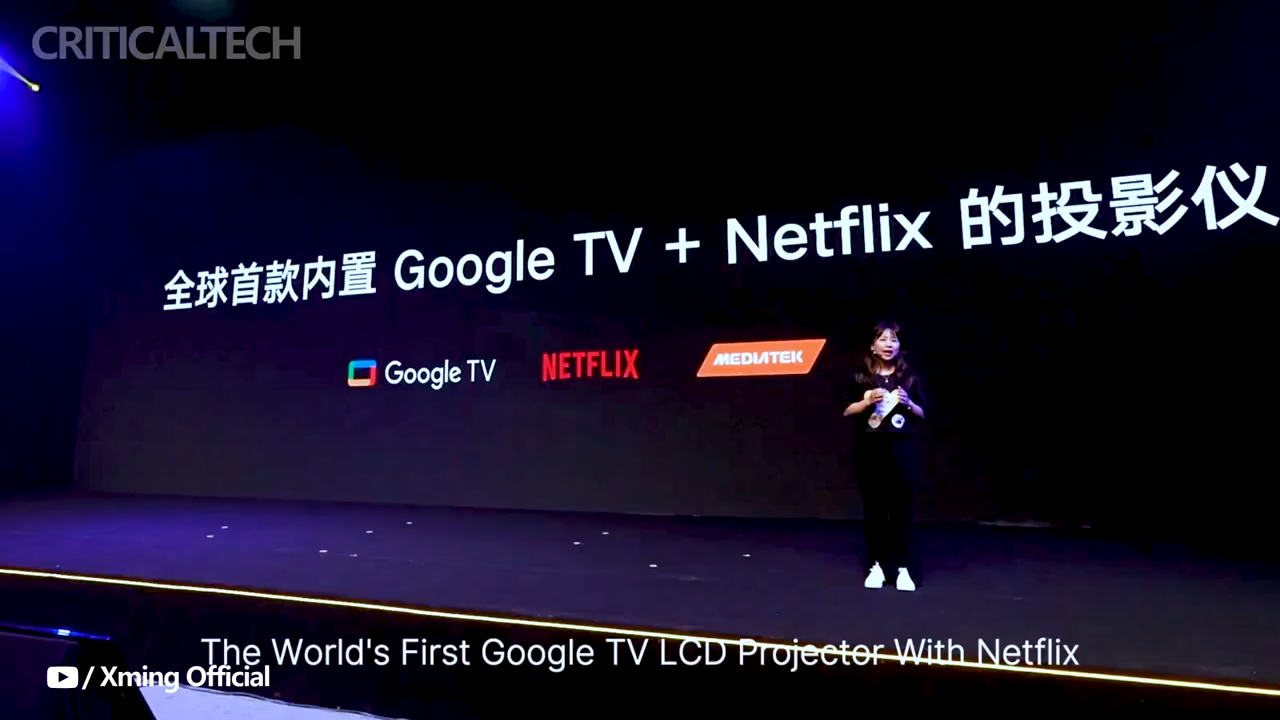 CRITICALTECH
全球首款内置 Google TV + Netflix 的投影仪
Google TV
NETFLIX
MEDIATEK
The World's First Google TV LCD Projector With Netflix
/ Xming Official